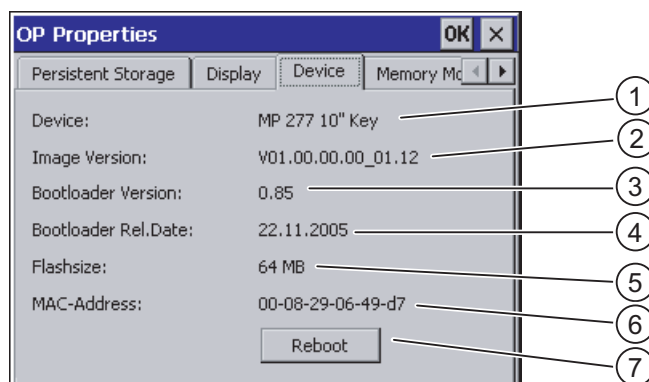 OP Properties OK ×
Persistent Storage Display Device
Device: MP 277 10" Key 1
Image Version: V01.00.00.00_01.12 2
Bootloader Version: 0.85 3
Bootloader Rel.Date: 22.11.2005 4
Flashsize: 64 MB 5
MAC-Address: 00-08-29-06-49-d7 6
Reboot 7